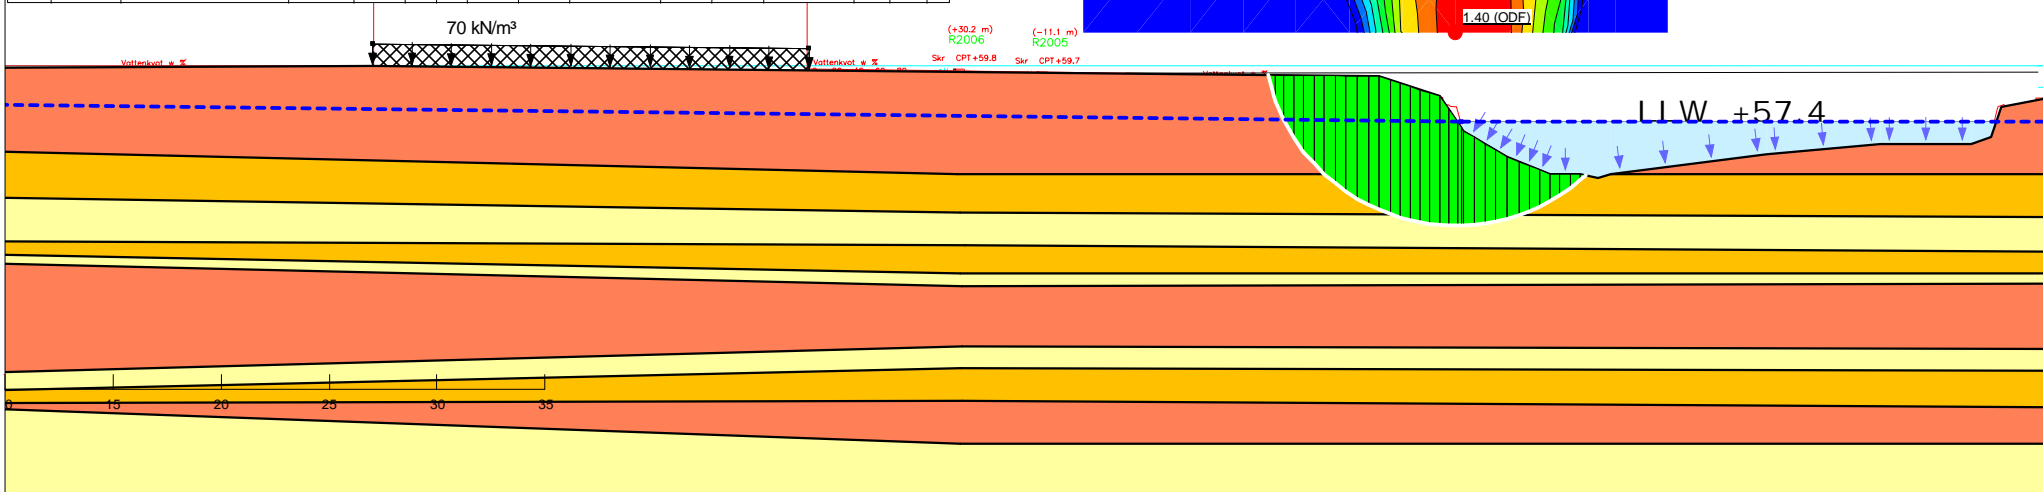 1.40 (ODF)
70 kN/m³
(+30.2 m)
R2006
(-11.1 m)
R2005
Skr CPT+59.8
Skr CPT+59.7
Vattenkvot w %
Vattenkvot w %
LLW +57.4
0
15
20
25
30
35